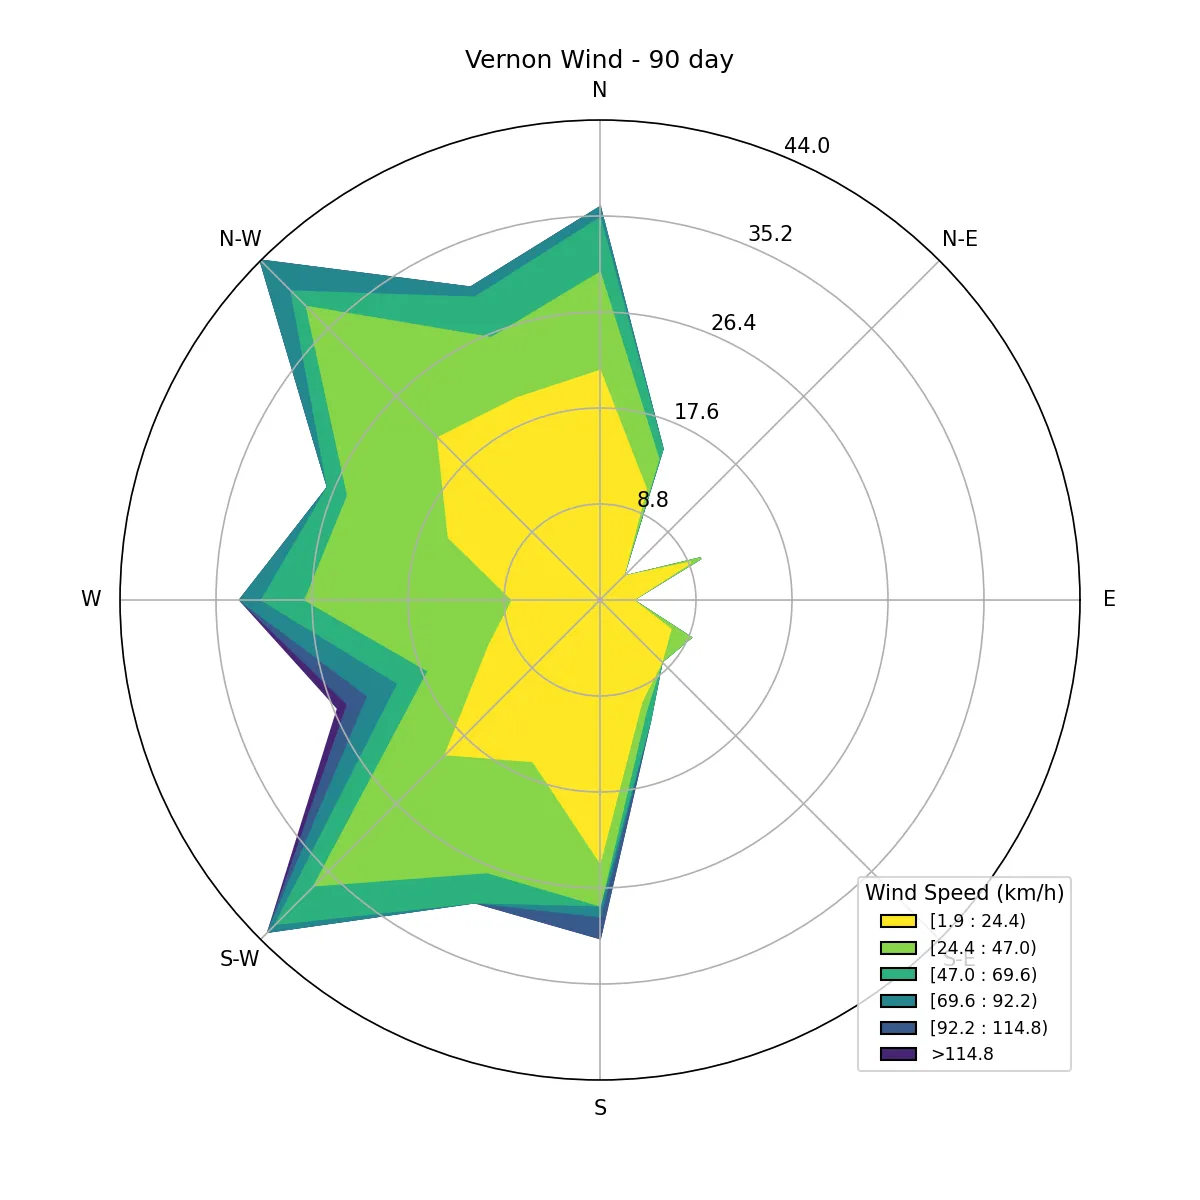 Vernon Wind - 90 day
N
44.0
35.2
N-W
N-E
26.4
17.6
8.8
W
E
Wind Speed (km/h)
[1.9 : 24.4)
[24.4 : 47.0)
S-W
S-E
[47.0 : 69.6)
[69.6 : 92.2)
[92.2 : 114.8)
>114.8
S